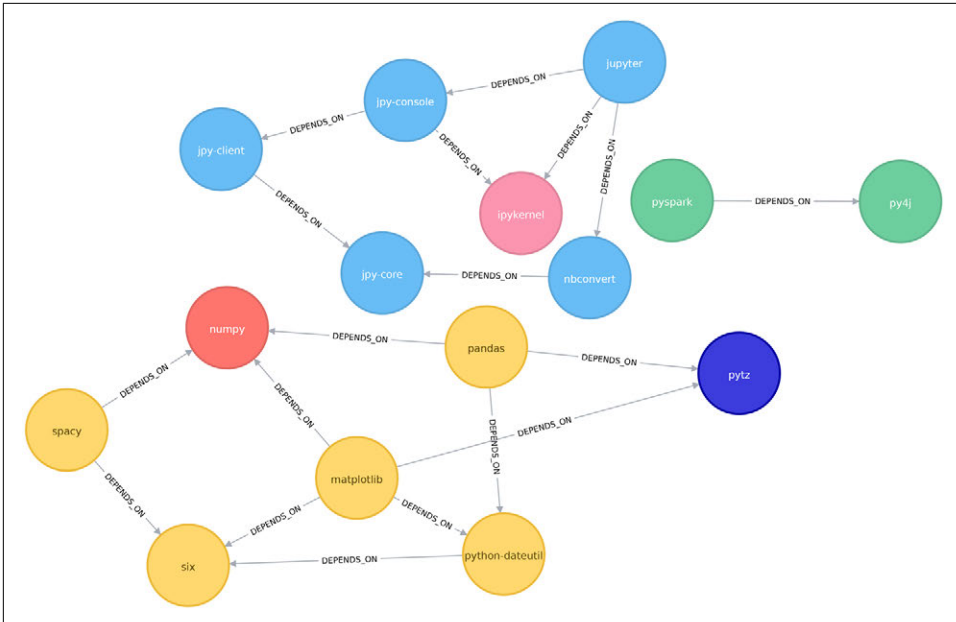 jupyter
DEPENDS_ON
jpy-console
DEPENDS_ON
jpy-client
DEPENDS_ON
DEPENDS_ON
DEPENDS_ON
ipykernel
DEPENDS_ON
pyspark
DEPENDS_ON
py4j
DEPENDS_ON
jpy-core
DEPENDS_ON
nbconvert
numpy
DEPENDS_ON
pandas
DEPENDS_ON
pytz
DEPENDS_ON
DEPENDS_ON
DEPENDS_ON
DEPENDS_ON
spacy
matplotlib
DEPENDS_ON
DEPENDS_ON
DEPENDS_ON
six
DEPENDS_ON
python-dateutil